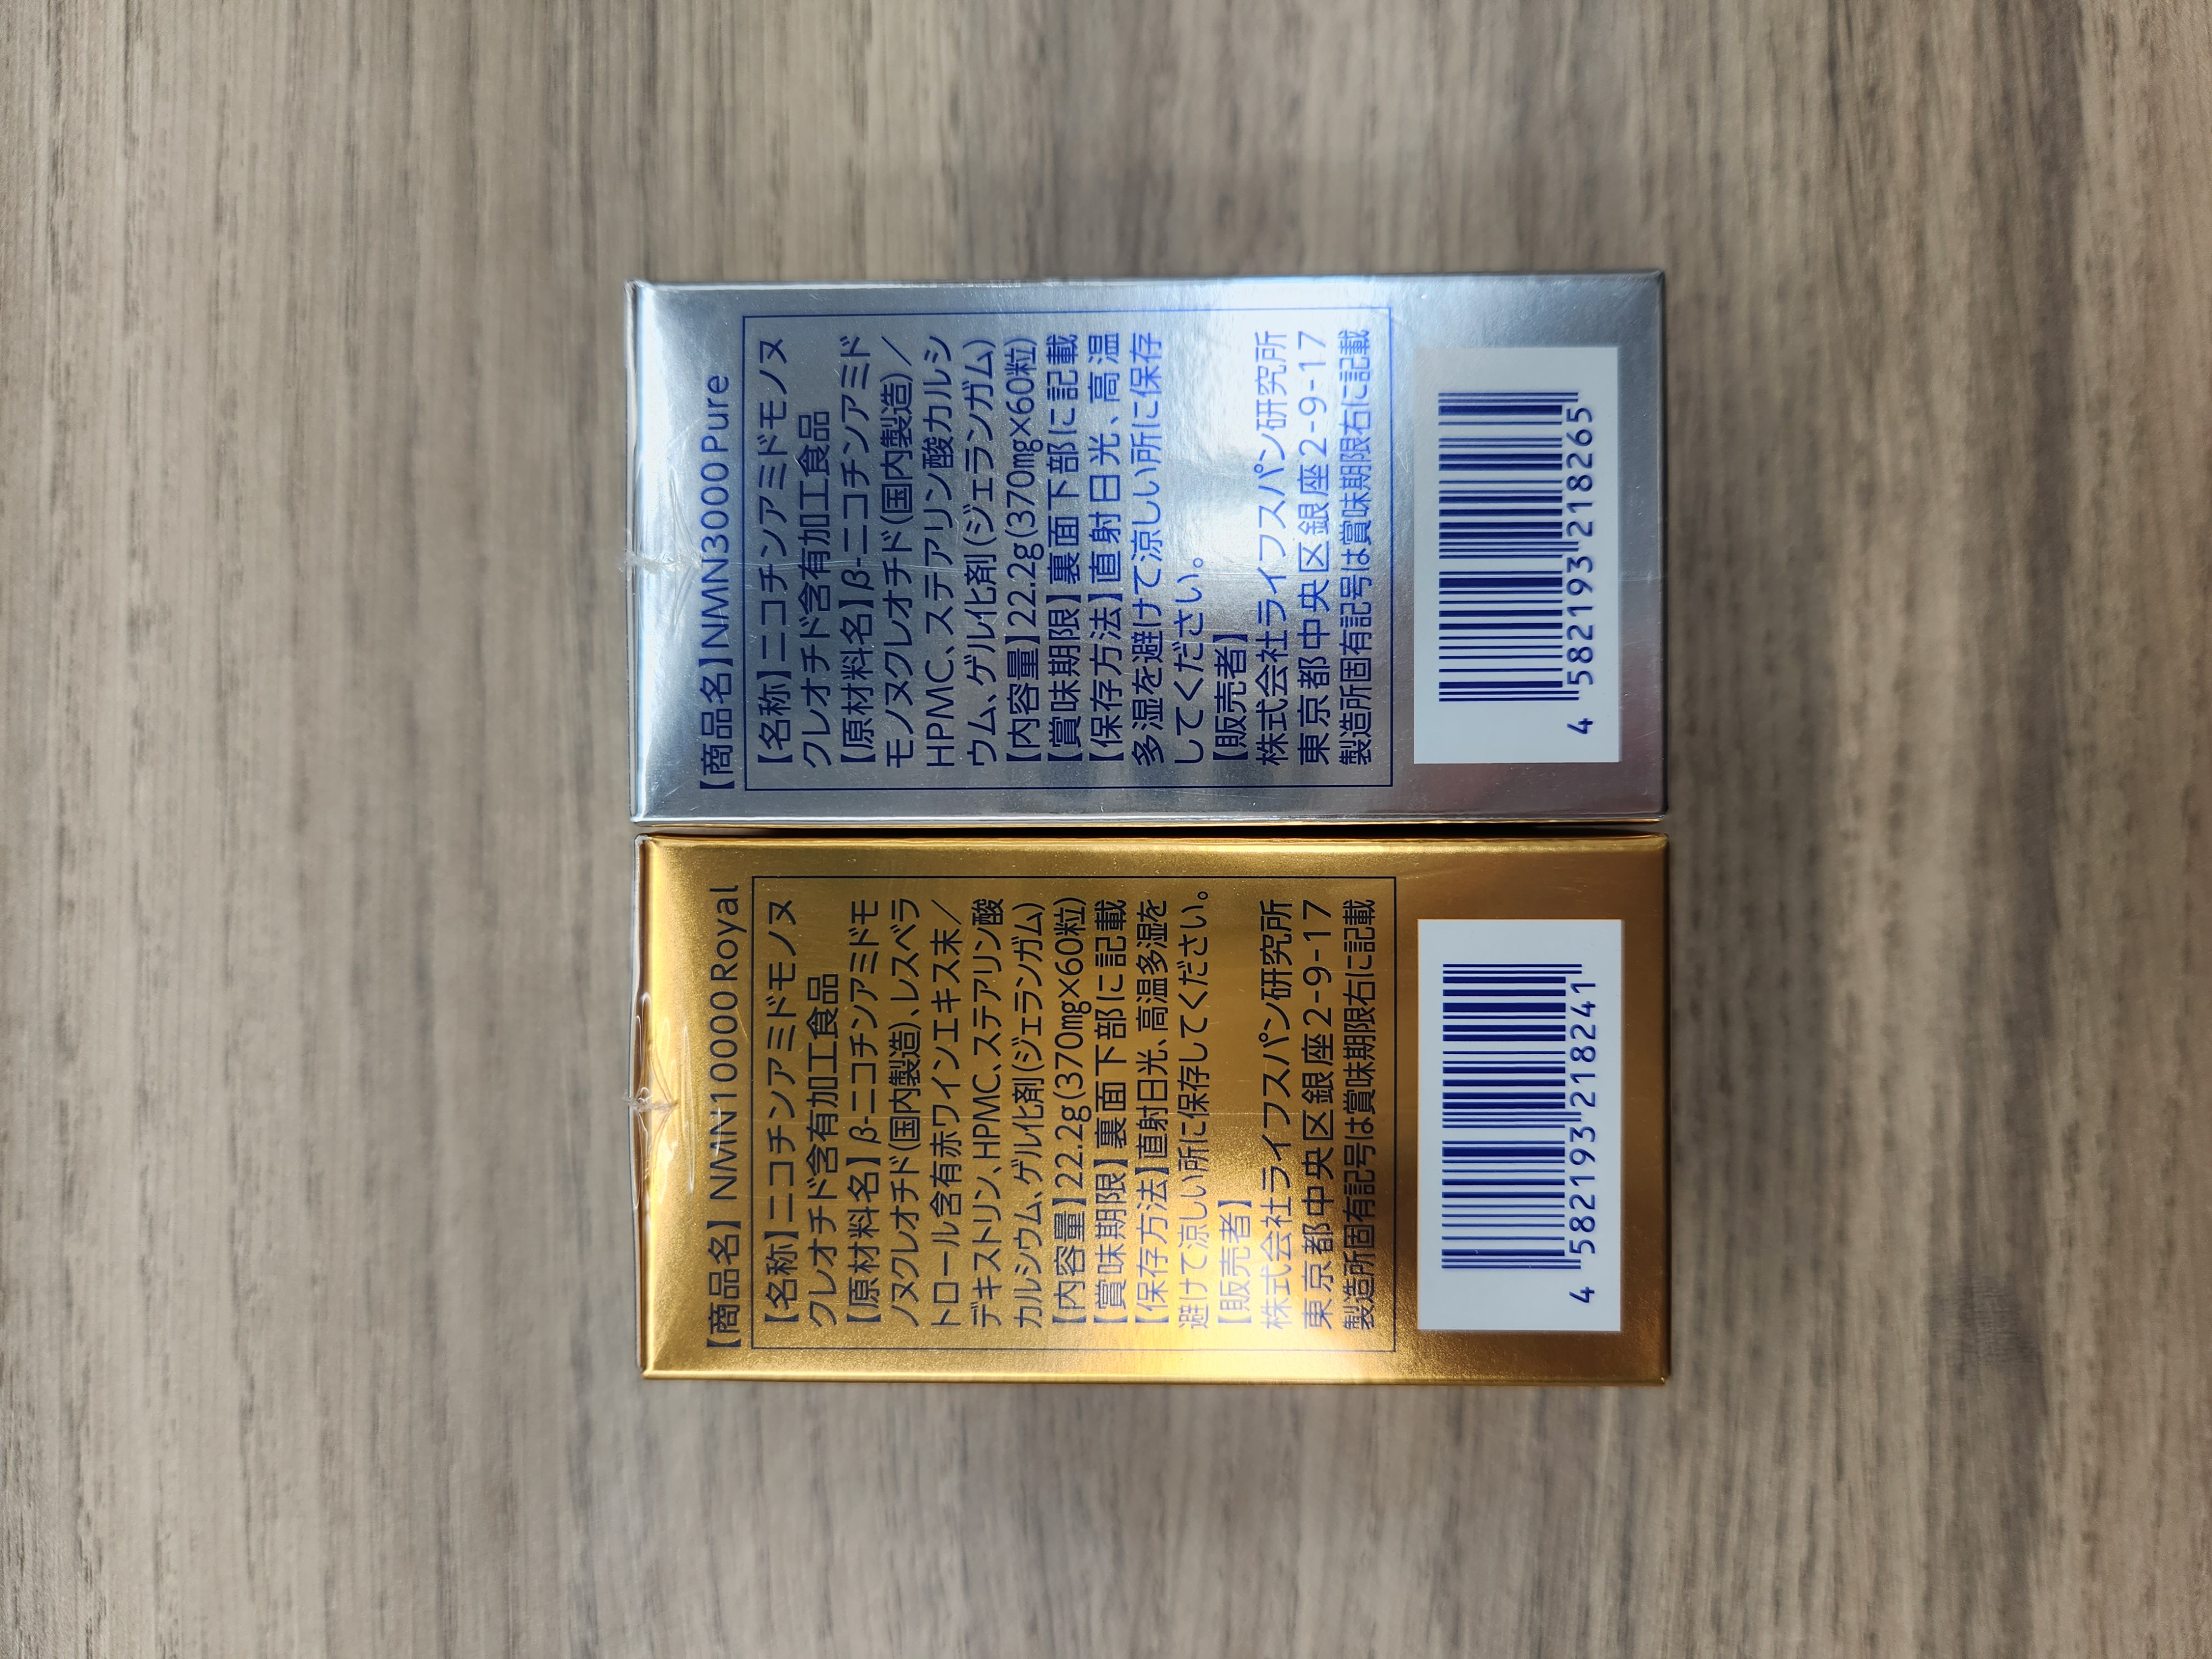 【商品名】NMN10000Royal
【名称】ニコチンアミドモノヌ
クレオチド含有加工食品
【原材料名】β-ニコチンアミドモ
ノヌクレオチド(国内製造)、レスベラ
トロール含有赤ワインエキス末／
デキストリン、HPMC、ステアリン酸
カルシウム、ゲル化剤(ジェランガム)
【内容量】22.2g(370mg×60粒)
【賞味期限】裏面下部に記載
【保存方法】直射日光、高温多湿を
避けて涼しい所に保存してください。
【販売者】
株式会社ライフスパン研究所
東京都中央区銀座2-9-17
製造所固有記号は賞味期限右に記載
4 582193 218241
【商品名】NMN3000Pure
【名称】ニコチンアミドモノヌ
クレオチド含有加工食品
【原材料名】β-ニコチンアミド
モノヌクレオチド(国内製造)／
HPMC、ステアリン酸カルシ
ウム、ゲル化剤(ジェランガム)
【内容量】22.2g(370mg×60粒)
【賞味期限】裏面下部に記載
【保存方法】直射日光、高温
多湿を避けて涼しい所に保存
してください。
【販売者】
株式会社ライフスパン研究所
東京都中央区銀座2-9-17
製造所固有記号は賞味期限右に記載
4 582193 218265